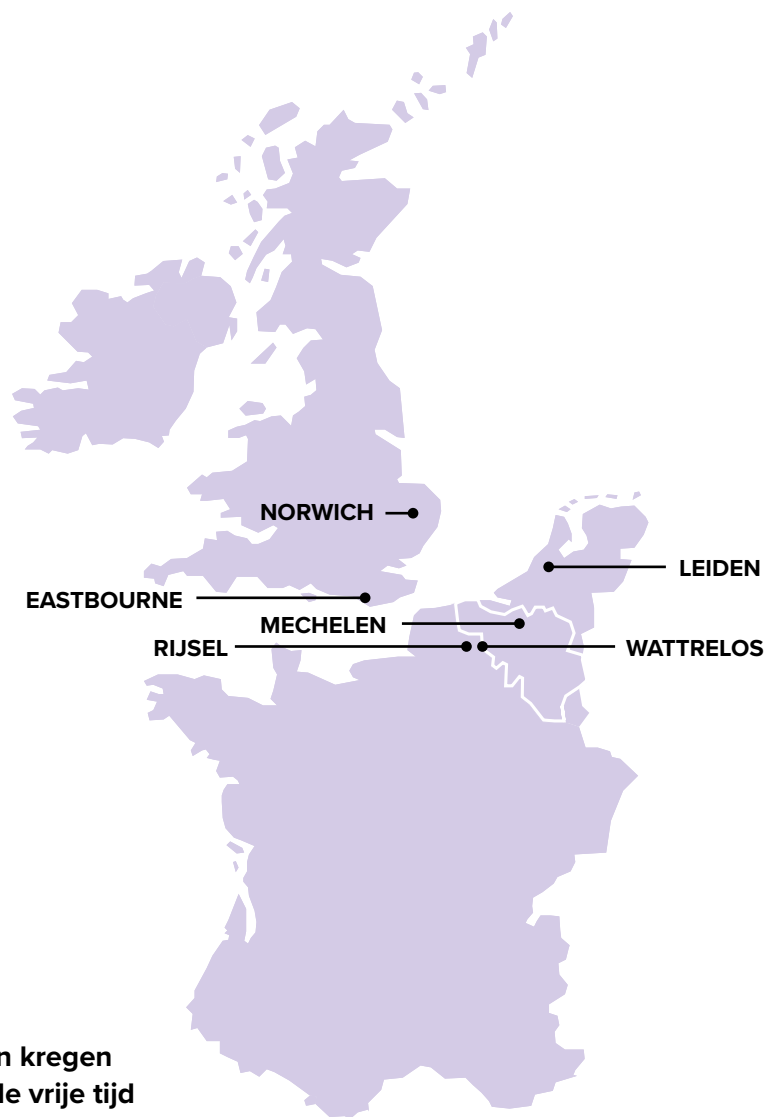 NORWICH
LEIDEN
EASTBOURNE
MECHELEN
RIJSEL
WATTRELOS
n kregen
le vrije tijd